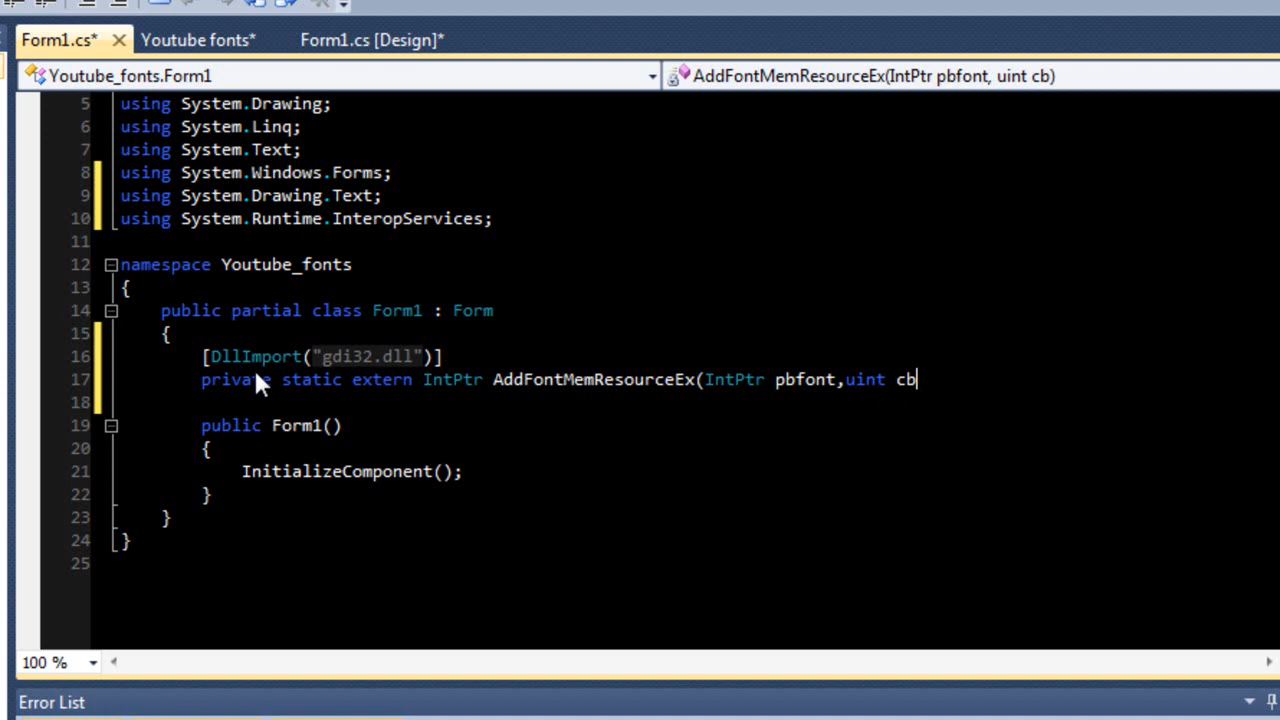 Form1.cs* Youtube fonts* Form1.cs [Design]*
Youtube_fonts.Form1 AddFontMemResourceEx(IntPtr pbfont, uint cb)
5 using System.Drawing;
6 using System.Linq;
7 using System.Text;
8 using System.Windows.Forms;
9 using System.Drawing.Text;
10 using System.Runtime.InteropServices;
11
12 namespace Youtube_fonts
13 {
14 public partial class Form1 : Form
15 {
16 [DllImport("gdi32.dll")]
17 private static extern IntPtr AddFontMemResourceEx(IntPtr pbfont,uint cb
18
19 public Form1()
20 {
21 InitializeComponent();
22 }
23 }
24 }
25
100 %
Error List